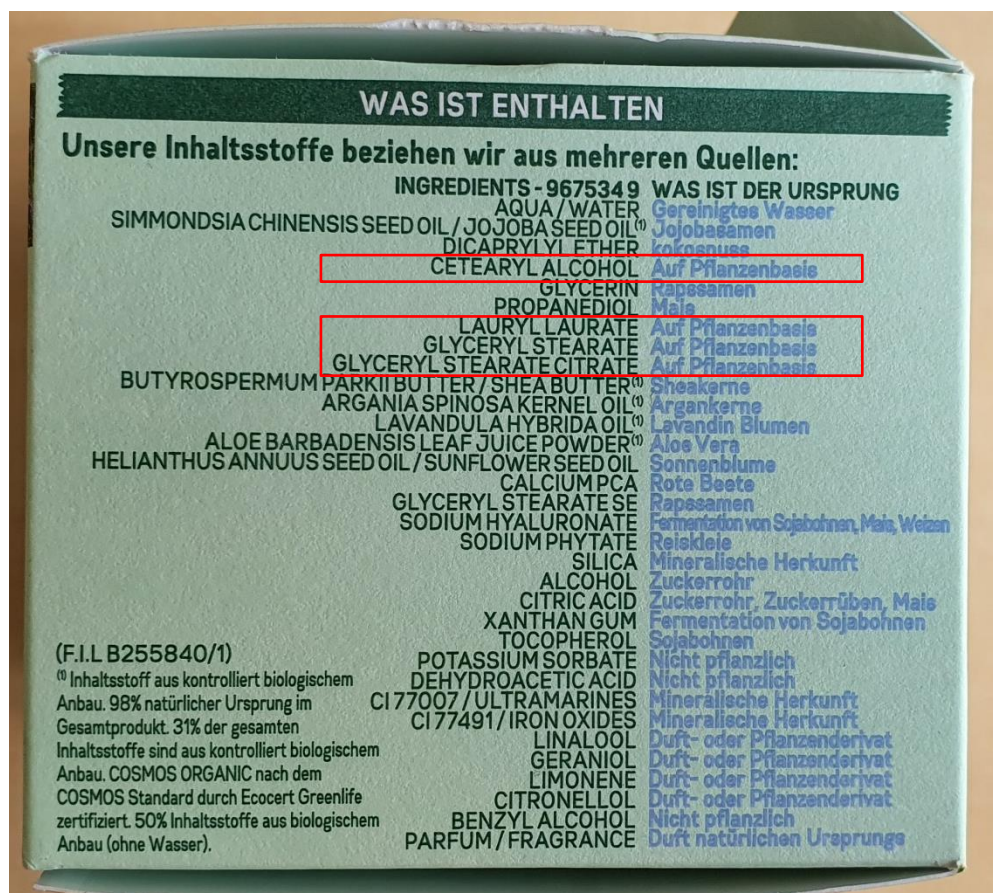 WAS IST ENTHALTEN
Unsere Inhaltsstoffe beziehen wir aus mehreren Quellen:
INGREDIENTS - 9675349 WAS IST DER URSPRUNG
AQUA / WATER Gereinigtes Wasser
SIMMONDSIA CHINENSIS SEED OIL / JOJOBA SEED OIL⁽¹⁾ Jojobasamen
DICAPRYLYL ETHER kokosnuss
CETEARYL ALCOHOL Auf Pflanzenbasis
GLYCERIN Rapssamen
PROPANEDIOL Mais
LAURYL LAURATE Auf Pflanzenbasis
GLYCERYL STEARATE Auf Pflanzenbasis
GLYCERYL STEARATE CITRATE Auf Pflanzenbasis
BUTYROSPERMUM PARKII BUTTER / SHEA BUTTER⁽¹⁾ Sheakerne
ARGANIA SPINOSA KERNEL OIL⁽¹⁾ Argankerne
LAVANDULA HYBRIDA OIL⁽¹⁾ Lavandin Blumen
ALOE BARBADENSIS LEAF JUICE POWDER⁽¹⁾ Aloe Vera
HELIANTHUS ANNUUS SEED OIL / SUNFLOWER SEED OIL Sonnenblume
CALCIUM PCA Rote Beete
GLYCERYL STEARATE SE Rapssamen
SODIUM HYALURONATE Fermentation von Sojabohnen, Mais, Weizen
SODIUM PHYTATE Reiskleie
SILICA Mineralische Herkunft
ALCOHOL Zuckerrohr
CITRIC ACID Zuckerrohr, Zuckerrüben, Mais
XANTHAN GUM Fermentation von Sojabohnen
TOCOPHEROL Sojabohnen
POTASSIUM SORBATE Nicht pflanzlich
DEHYDROACETIC ACID Nicht pflanzlich
CI 77007 / ULTRAMARINES Mineralische Herkunft
CI 77491 / IRON OXIDES Mineralische Herkunft
LINALOOL Duft- oder Pflanzenderivat
GERANIOL Duft- oder Pflanzenderivat
LIMONENE Duft- oder Pflanzenderivat
CITRONELLOL Duft- oder Pflanzenderivat
BENZYL ALCOHOL Nicht pflanzlich
PARFUM / FRAGRANCE Duft natürlichen Ursprungs
(F.I.L B255840/1)
⁽¹⁾ Inhaltsstoff aus kontrolliert biologischem
Anbau. 98% natürlicher Ursprung im
Gesamtprodukt. 31% der gesamten
Inhaltsstoffe sind aus kontrolliert biologischem
Anbau. COSMOS ORGANIC nach dem
COSMOS Standard durch Ecocert Greenlife
zertifiziert. 50% Inhaltsstoffe aus biologischem
Anbau (ohne Wasser).